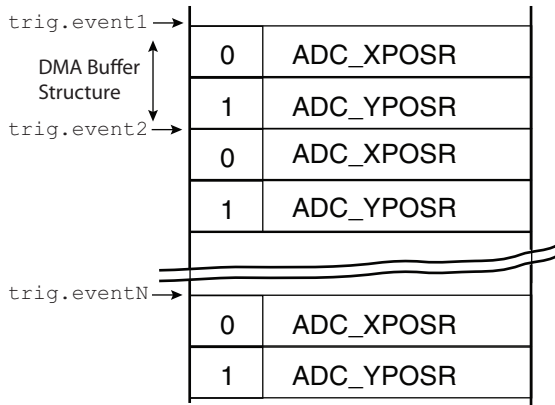 trig.event1
0 ADC_XPOSR
DMA Buffer
Structure
1 ADC_YPOSR
trig.event2
0 ADC_XPOSR
1 ADC_YPOSR
trig.eventN
0 ADC_XPOSR
1 ADC_YPOSR